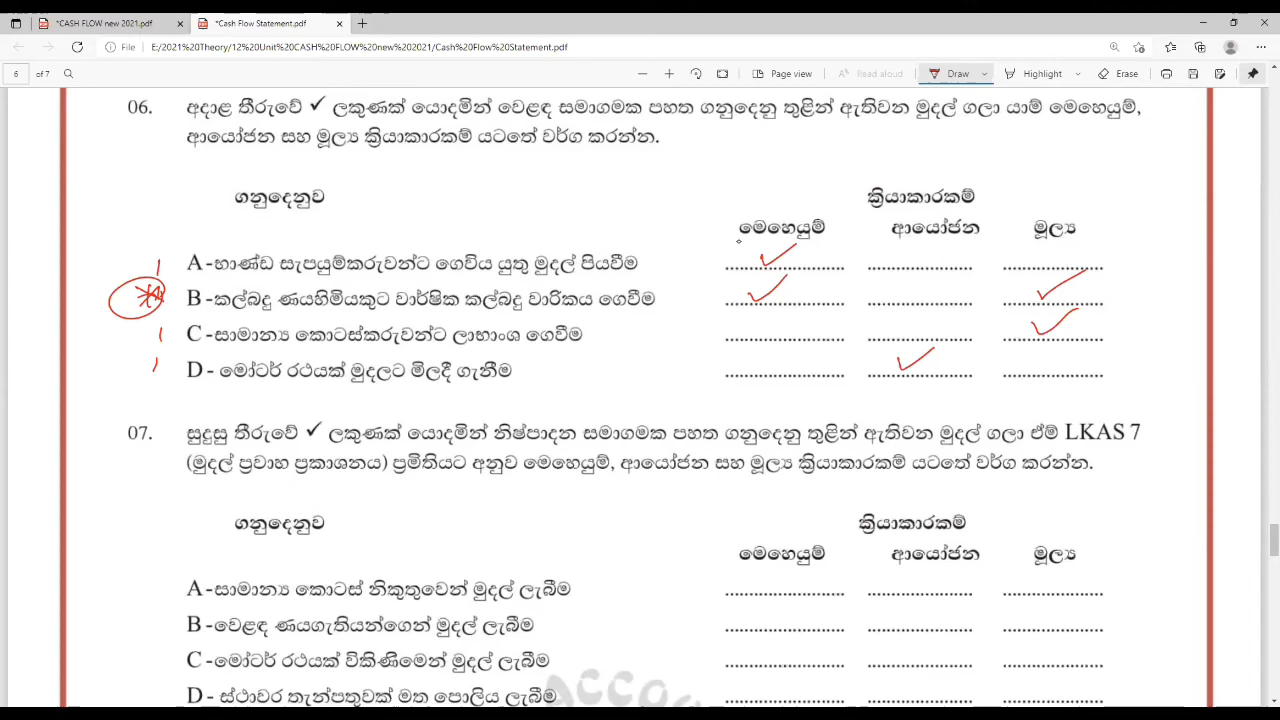 *CASH FLOW new 2021.pdf
*Cash Flow Statement.pdf
File E:/2021%20Theory/12%20Unit%20CASH%20FLOW%20new%202021/Cash%20Flow%20Statement.pdf
6 of 7 Page view Read aloud Draw Highlight Erase
06. අදාළ තීරුවේ ✓ ලකුණක් යොදමින් වෙළඳ සමාගමක පහත ගනුදෙනු තුළින් ඇතිවන මුදල් ගලා යාම් මෙහෙයුම්,
ආයෝජන සහ මූල්‍ය ක්‍රියාකාරකම් යටතේ වර්ග කරන්න.
ගනුදෙනුව ක්‍රියාකාරකම්
මෙහෙයුම් ආයෝජන මූල්‍ය
A -භාණ්ඩ සැපයුම්කරුවන්ට ගෙවිය යුතු මුදල් පියවීම ........................ ..................... ....................
B -කල්බදු ණයහිමියකුට වාර්ෂික කල්බදු වාරිකය ගෙවීම ........................ ..................... ....................
C -සාමාන්‍ය කොටස්කරුවන්ට ලාභාංශ ගෙවීම ........................ ..................... ....................
D - මෝටර් රථයක් මුදලට මිලදී ගැනීම ........................ ..................... ....................
07. සුදුසු තීරුවේ ✓ ලකුණක් යොදමින් නිෂ්පාදන සමාගමක පහත ගනුදෙනු තුළින් ඇතිවන මුදල් ගලා ඒම් LKAS 7
(මුදල් ප්‍රවාහ ප්‍රකාශනය) ප්‍රමිතියට අනුව මෙහෙයුම්, ආයෝජන සහ මූල්‍ය ක්‍රියාකාරකම් යටතේ වර්ග කරන්න.
ගනුදෙනුව ක්‍රියාකාරකම්
මෙහෙයුම් ආයෝජන මූල්‍ය
A -සාමාන්‍ය කොටස් නිකුතුවෙන් මුදල් ලැබීම ........................ ..................... ....................
B -වෙළඳ ණයගැතියන්ගෙන් මුදල් ලැබීම ........................ ..................... ....................
C -මෝටර් රථයක් විකිණීමෙන් මුදල් ලැබීම ........................ ..................... ....................
D - ස්ථාවර තැන්පතුවක් මත පොලිය ලැබීම ........................ ..................... ....................